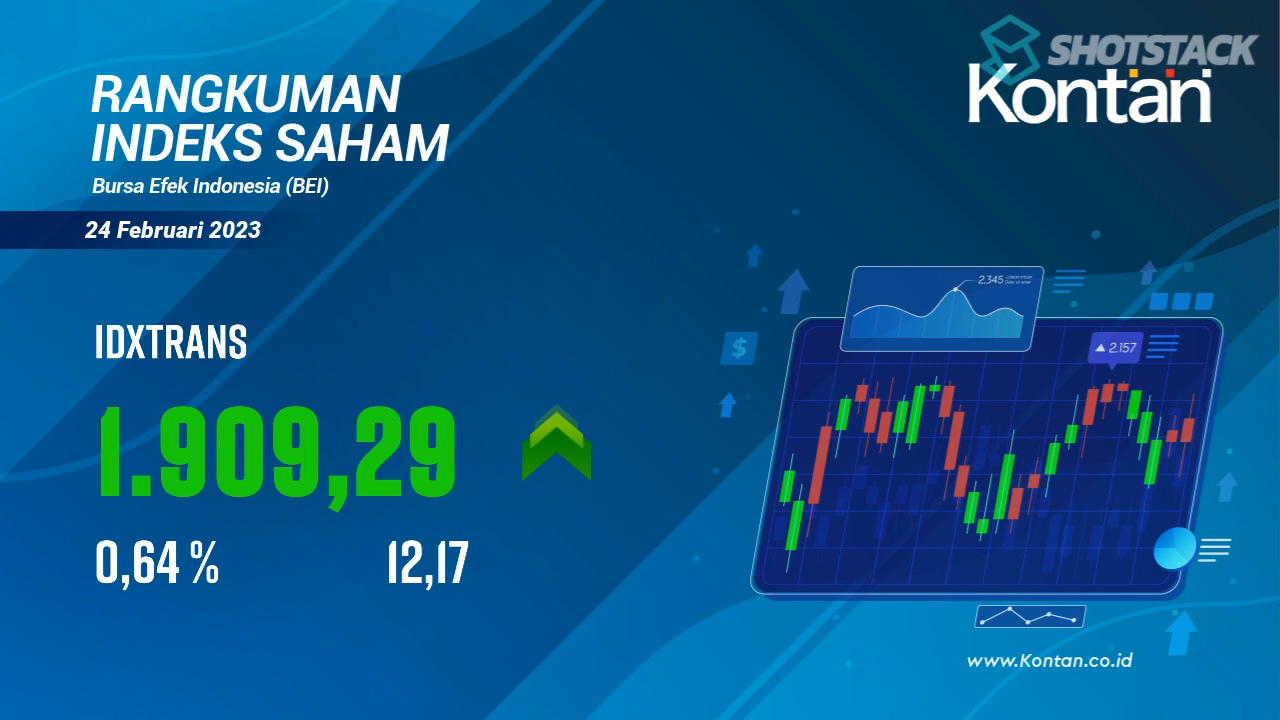 SHOTSTACK
Kontan
RANGKUMAN
INDEKS SAHAM
Bursa Efek Indonesia (BEI)
24 Februari 2023
IDXTRANS
1.909,29
0,64 %
12,17
2.345
$
2.157
www.Kontan.co.id